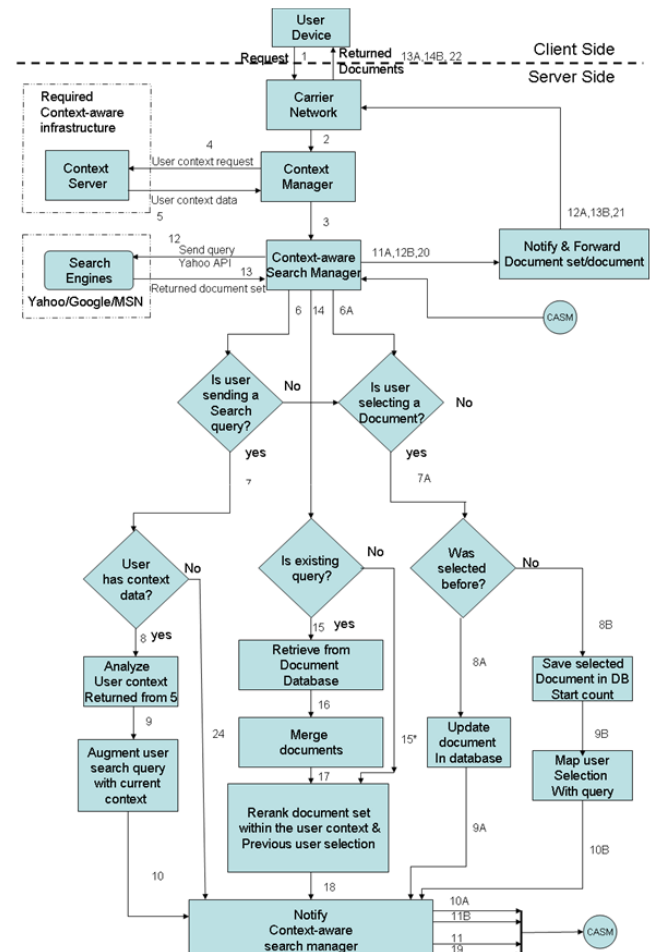 User
Device
Request
1
Returned
Documents
13A,14B, 22
Client Side
Server Side
Required
Context-aware
infrastructure
Carrier
Network
2
4
User context request
Context
Server
Context
Manager
User context data
5
3
12A,13B,21
12
Send query
Yahoo API
13
Returned document set
Search
Engines
Yahoo/Google/MSN
Context-aware
Search Manager
11A,12B,20
Notify & Forward
Document set/document
CASM
6
14
6A
Is user
sending a
Search
query?
No
Is user
selecting a
Document?
No
yes
7
yes
7A
User
has context
data?
No
Is existing
query?
No
Was
selected
before?
No
8
yes
15
yes
8A
8B
Analyze
User context
Returned from 5
Retrieve from
Document
Database
Save selected
Document in DB
Start count
9
16
9B
Augment user
search query
with current
context
24
Merge
documents
15*
Update
document
In database
Map user
Selection
With query
17
Rerank document set
within the user context &
Previous user selection
9A
10B
10
18
Notify
Context-aware
search manager
10A
11B
11
19
CASM